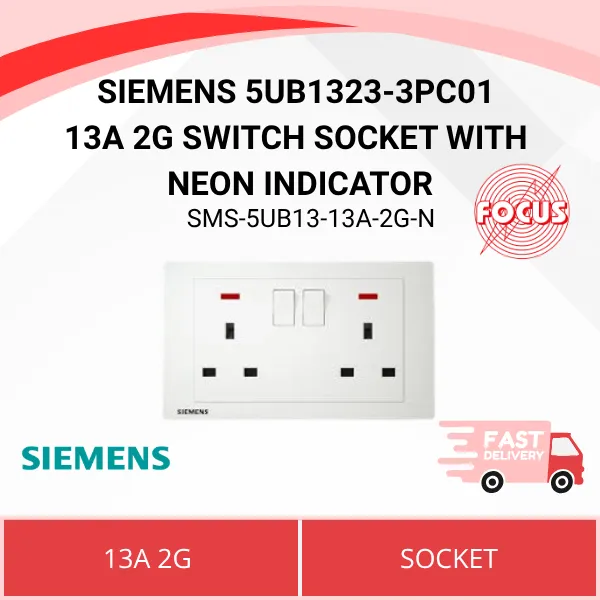 SIEMENS 5UB1323-3PC01
13A 2G SWITCH SOCKET WITH
NEON INDICATOR
SMS-5UB13-13A-2G-N
FOCUS
SIEMENS
SIEMENS
FAST
DELIVERY
13A 2G
SOCKET